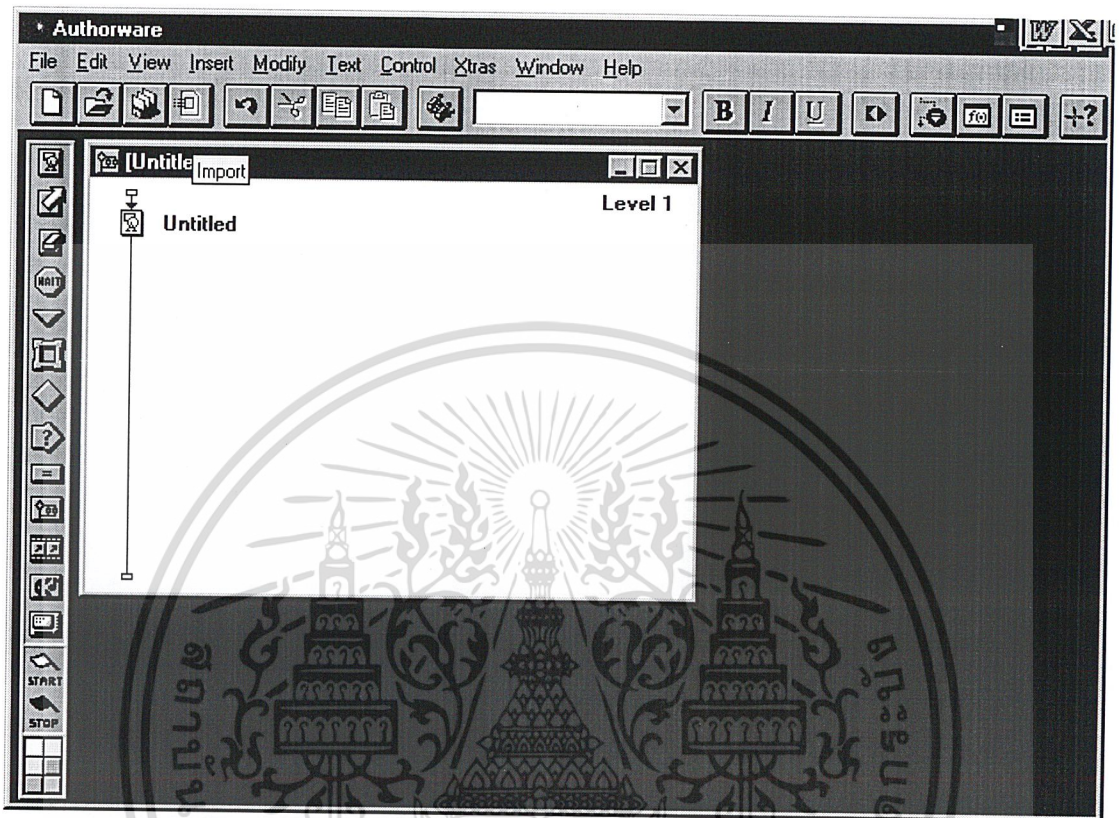 Authorware
W X
File Edit View Insert Modify Text Control Xtras Window Help
B I U f() = ?
[Untitle
Import
Level 1
Untitled
WAIT
?
=
START
STOP